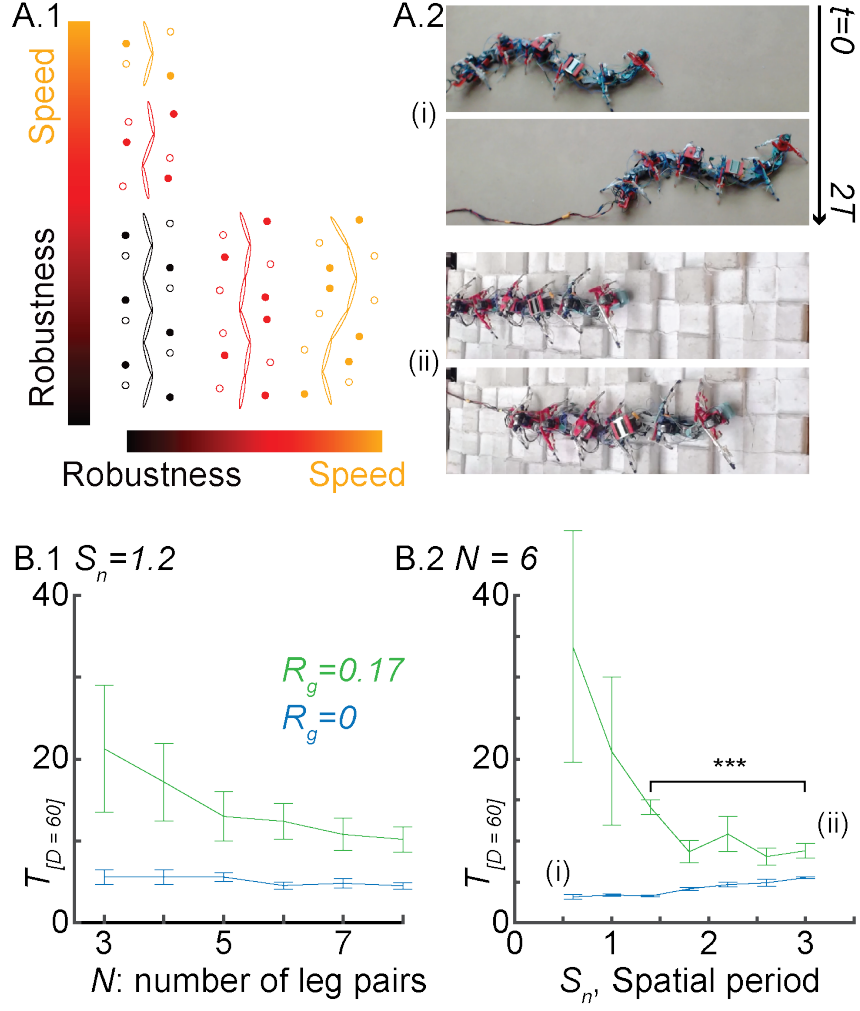 A.1
Speed
Robustness
Robustness
Speed
A.2
(i)
(ii)
t=0
2T
B.1 Sn=1.2
40
20
0
T[D = 60]
Rg=0.17
Rg=0
3 5 7
N: number of leg pairs
B.2 N = 6
40
20
0
T[D = 60]
***
(i)
(ii)
0 1 2 3
Sn, Spatial period